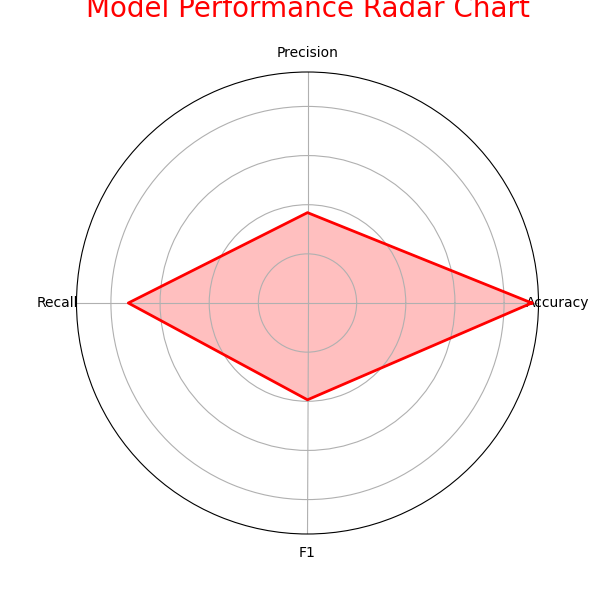 Model Performance Radar Chart
Precision
Recall
Accuracy
F1